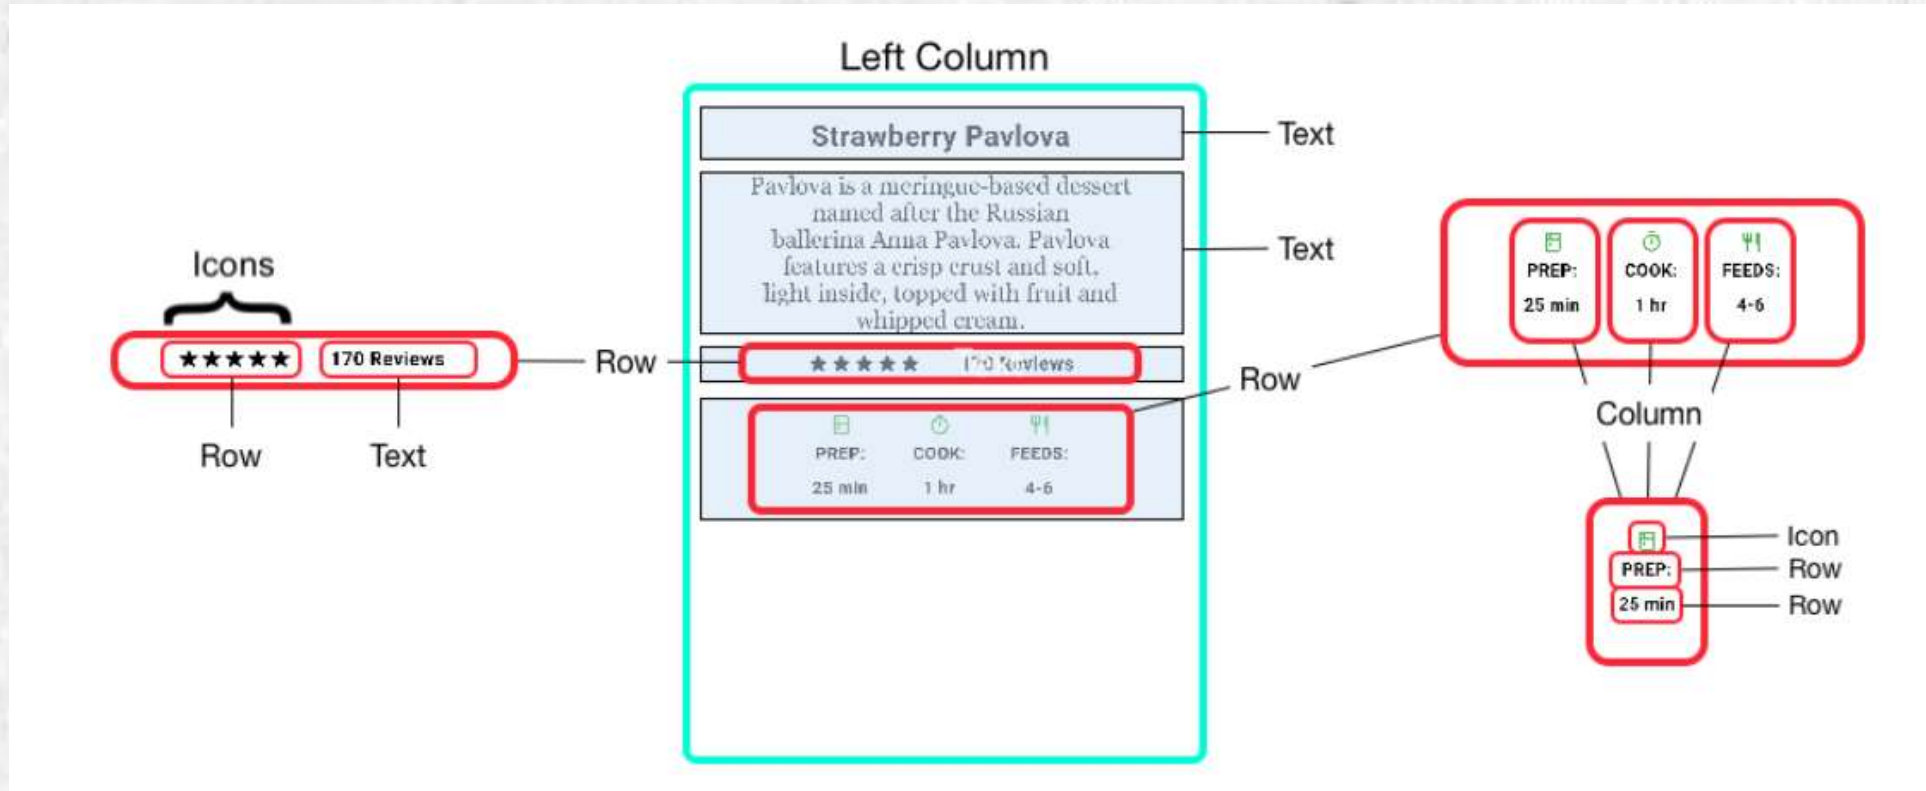 Left Column
Strawberry Pavlova
Text
Pavlova is a meringue-based dessert
named after the Russian
ballerina Anna Pavlova. Pavlova
features a crisp crust and soft,
light inside, topped with fruit and
whipped cream.
Text
Icons
★★★★★ 170 Reviews
Row
Text
Row
★★★★★ 170 Reviews
Row
PREP:
25 min
COOK:
1 hr
FEEDS:
4-6
PREP:
25 min
COOK:
1 hr
FEEDS:
4-6
Column
PREP:
25 min
Icon
Row
Row